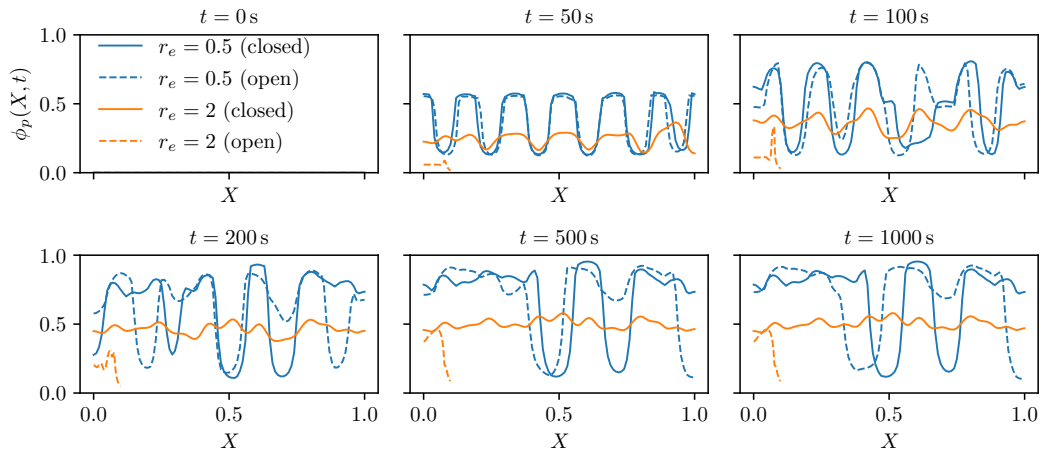 t = 0 s
t = 50 s
t = 100 s
1.0
0.5
0.0
ϕ_p(X, t)
r_e = 0.5 (closed)
r_e = 0.5 (open)
r_e = 2 (closed)
r_e = 2 (open)
X
X
X
t = 200 s
t = 500 s
t = 1000 s
1.0
0.5
0.0
0.0 0.5 1.0
0.0 0.5 1.0
0.0 0.5 1.0
X
X
X